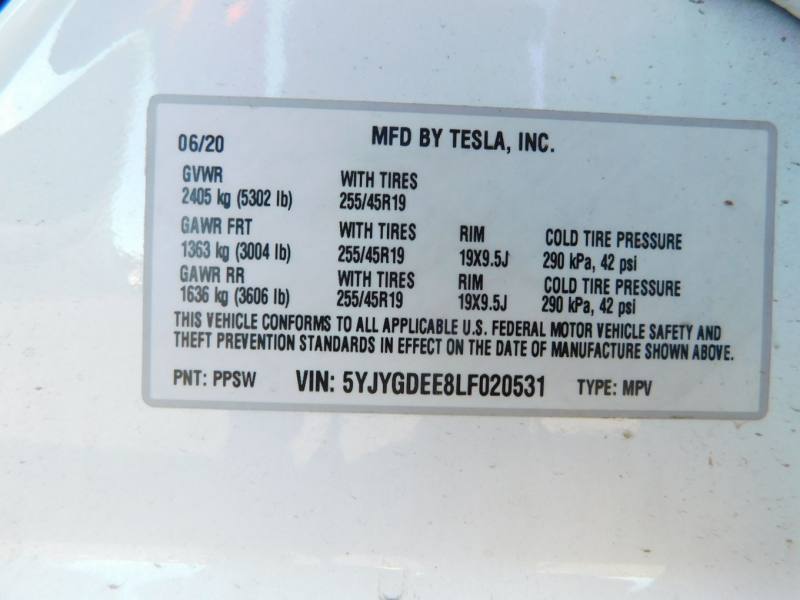 06/20 MFD BY TESLA, INC.
GVWR WITH TIRES
2405 kg (5302 lb) 255/45R19
GAWR FRT WITH TIRES RIM COLD TIRE PRESSURE
1363 kg (3004 lb) 255/45R19 19X9.5J 290 kPa, 42 psi
GAWR RR WITH TIRES RIM COLD TIRE PRESSURE
1636 kg (3606 lb) 255/45R19 19X9.5J 290 kPa, 42 psi
THIS VEHICLE CONFORMS TO ALL APPLICABLE U.S. FEDERAL MOTOR VEHICLE SAFETY AND
THEFT PREVENTION STANDARDS IN EFFECT ON THE DATE OF MANUFACTURE SHOWN ABOVE.
PNT: PPSW VIN: 5YJYGDEE8LF020531 TYPE: MPV